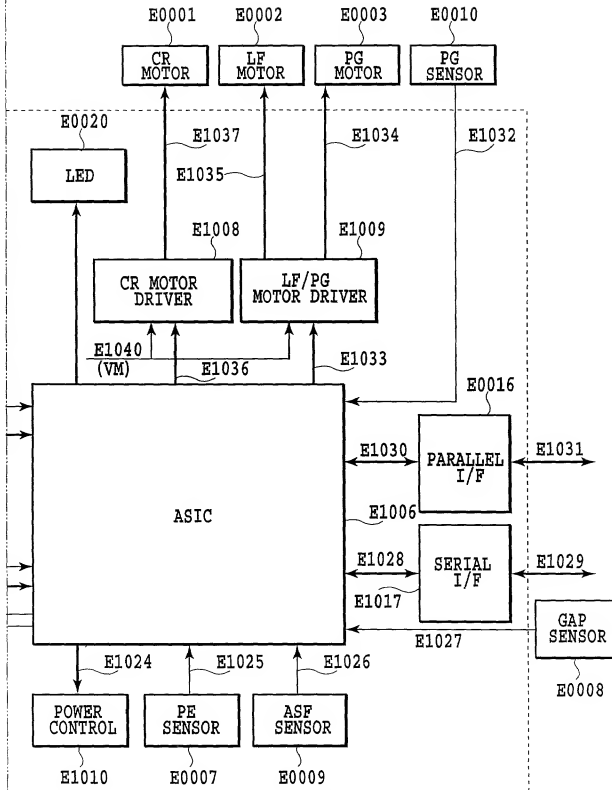 E0001 E0002 E0003 E0010
CR MOTOR
LF MOTOR
PG MOTOR
PG SENSOR
E0020
E1037
E1034
E1032
LED
E1035
E1008
E1009
CR MOTOR DRIVER
LF/PG MOTOR DRIVER
E1040
(VM)
E1036
E1033
E0016
E1030
PARALLEL I/F
E1031
ASIC
E1006
E1028
SERIAL I/F
E1029
E1017
E1027
GAP SENSOR
E0008
E1024
E1025
E1026
POWER CONTROL
PE SENSOR
ASF SENSOR
E1010
E0007
E0009